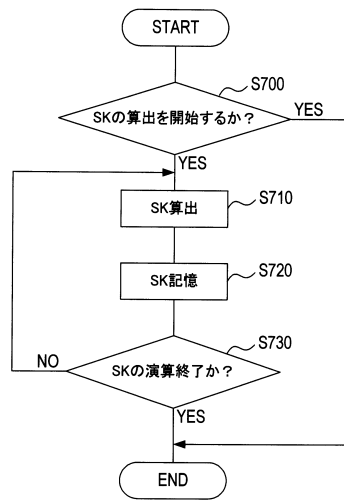 START
S700
SKの算出を開始するか？
YES
YES
S710
SK算出
S720
SK記憶
S730
SKの演算終了か？
NO
YES
END